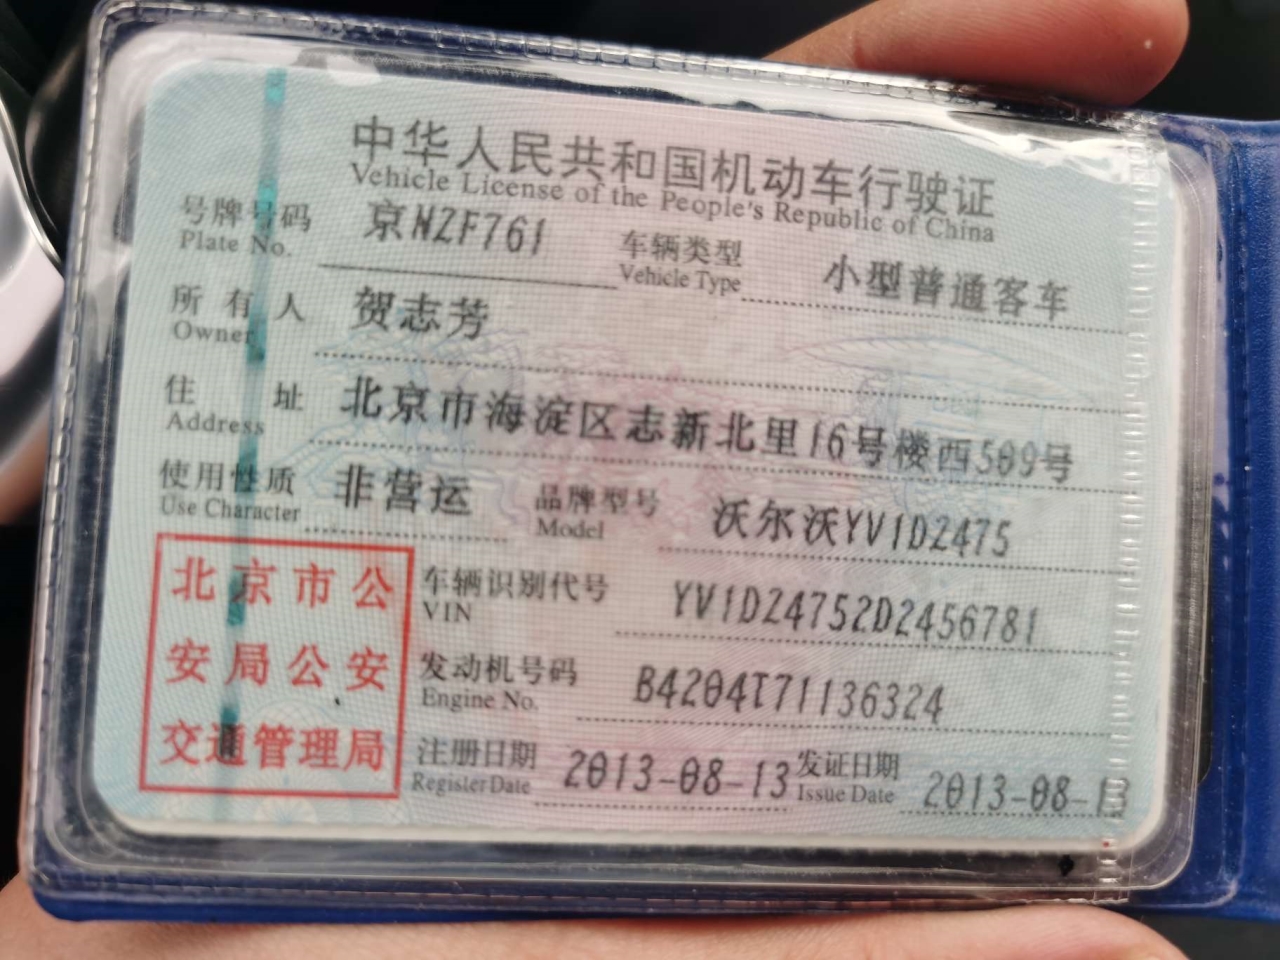 中华人民共和国机动车行驶证
Vehicle License of the People's Republic of China
号牌号码 京NZF761 车辆类型 小型普通客车
Plate No. Vehicle Type
所有人 贺志芳
Owner
住址 北京市海淀区志新北里16号楼西509号
Address
使用性质 非营运 品牌型号 沃尔沃YV1D2475
Use Character Model
北京市公
安局公安
交通管理局
车辆识别代号 YV1D24752D2456781
VIN
发动机号码 B4204T71136324
Engine No.
注册日期 2013-08-13 发证日期 2013-08-13
Register Date Issue Date